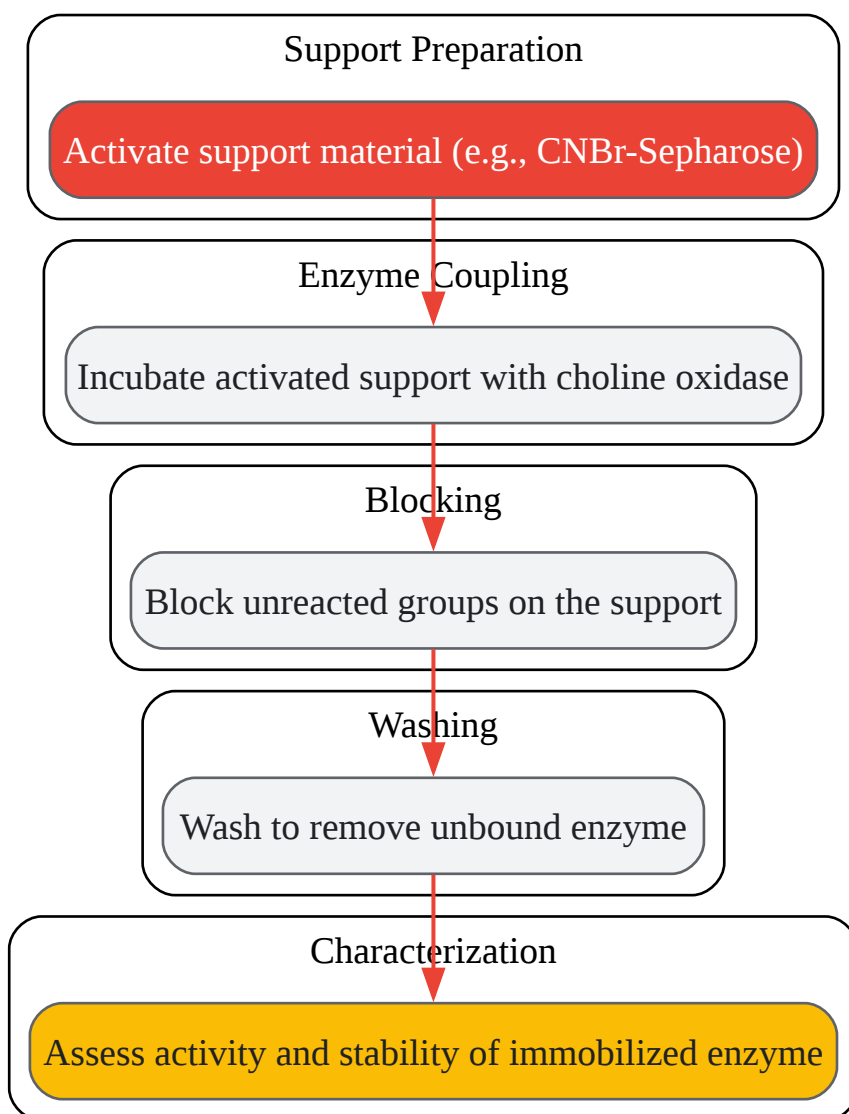 Support Preparation
Activate support material (e.g., CNBr-Sepharose)
Enzyme Coupling
Incubate activated support with choline oxidase
Blocking
Block unreacted groups on the support
Washing
Wash to remove unbound enzyme
Characterization
Assess activity and stability of immobilized enzyme